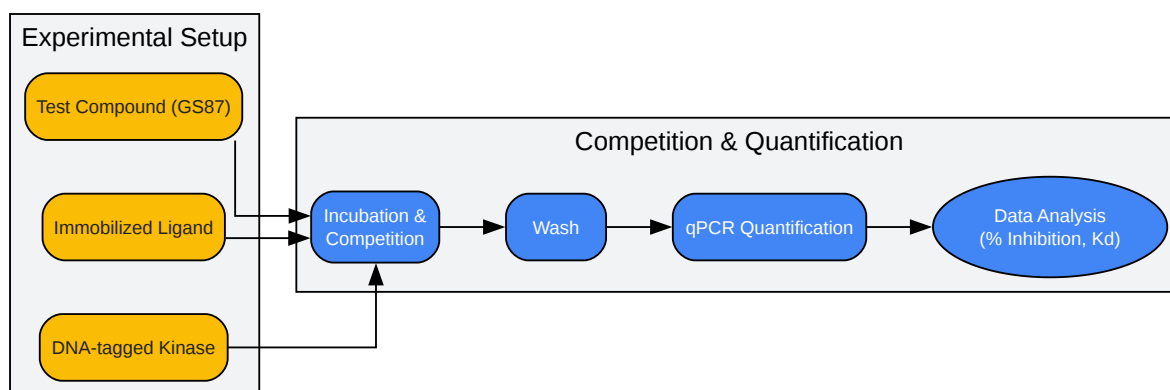 Experimental Setup
Test Compound (GS87)
Immobilized Ligand
DNA-tagged Kinase
Competition & Quantification
Incubation &
Competition
Wash
qPCR Quantification
Data Analysis
(% Inhibition, Kd)